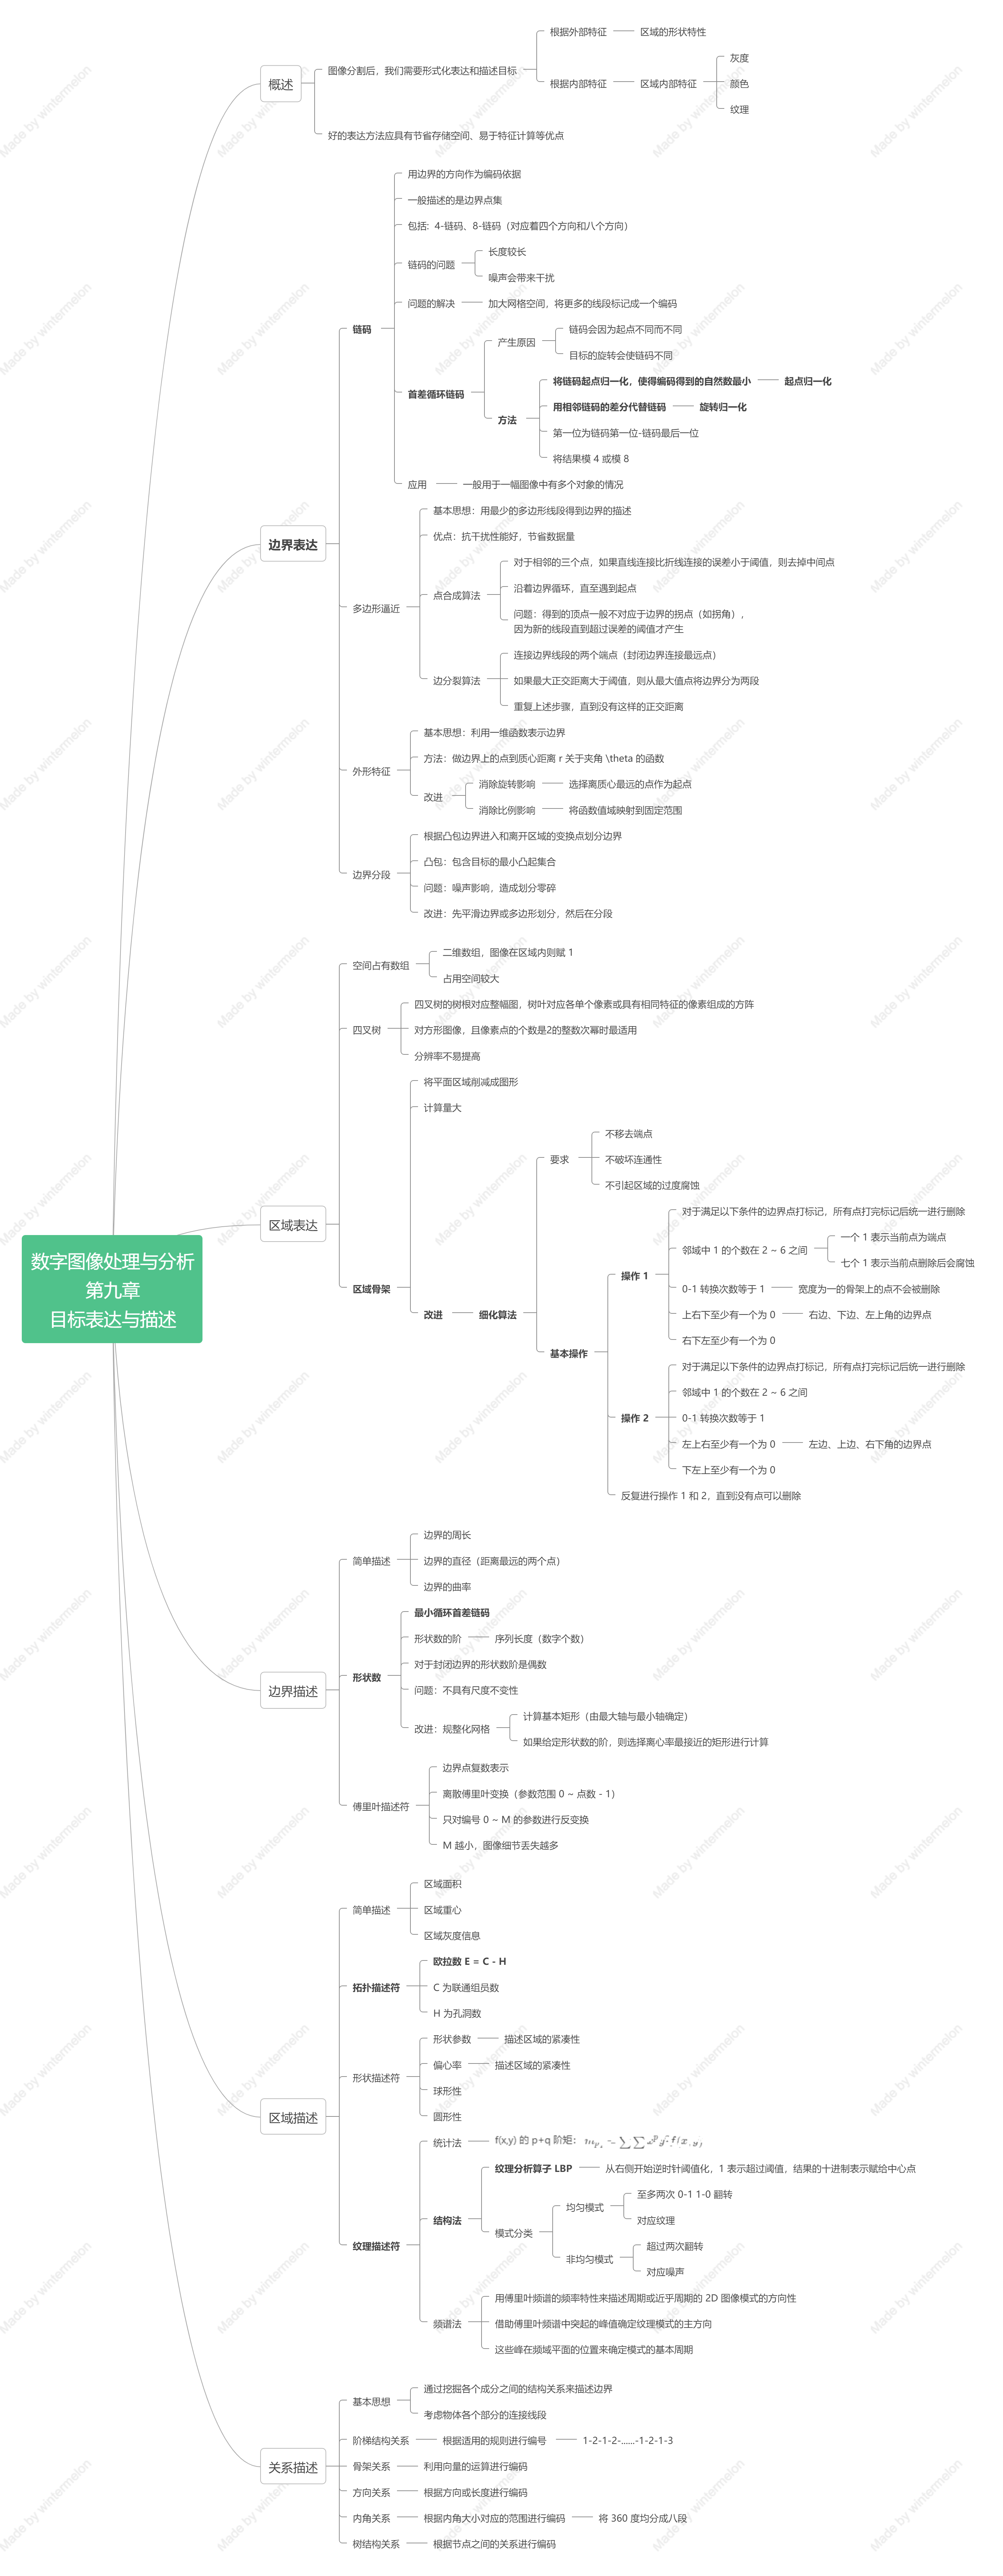 数字图像处理与分析
第九章
目标表达与描述
概述
图像分割后，我们需要形式化表达和描述目标
根据外部特征
区域的形状特性
根据内部特征
区域内部特征
灰度
颜色
纹理
好的表达方法应具有节省存储空间、易于特征计算等优点
边界表达
链码
用边界的方向作为编码依据
一般描述的是边界点集
包括：4-链码、8-链码（对应着四个方向和八个方向）
链码的问题
长度较长
噪声会带来干扰
问题的解决
加大网格空间，将更多的线段标记成一个编码
首差循环链码
产生原因
链码会因为起点不同而不同
目标的旋转会使链码不同
方法
将链码起点归一化，使得编码得到的自然数最小
起点归一化
用相邻链码的差分代替链码
旋转归一化
第一位为链码第一位-链码最后一位
将结果模 4 或模 8
应用
一般用于一幅图像中有多个对象的情况
多边形逼近
基本思想：用最少的多边形线段得到边界的描述
优点：抗干扰性能好，节省数据量
点合成算法
对于相邻的三个点，如果直线连接比折线连接的误差小于阈值，则去掉中间点
沿着边界循环，直至遇到起点
问题：得到的顶点一般不对应于边界的拐点（如拐角），
因为新的线段直到超过误差的阈值才产生
边分裂算法
连接边界线段的两个端点（封闭边界连接最远点）
如果最大正交距离大于阈值，则从最大值点将边界分为两段
重复上述步骤，直到没有这样的正交距离
外形特征
基本思想：利用一维函数表示边界
方法：做边界上的点到质心距离 r 关于夹角 \theta 的函数
改进
消除旋转影响
选择离质心最远的点作为起点
消除比例影响
将函数值域映射到固定范围
边界分段
根据凸包边界进入和离开区域的变换点划分边界
凸包：包含目标的最小凸起集合
问题：噪声影响，造成划分零碎
改进：先平滑边界或多边形划分，然后在分段
区域表达
空间占有数组
二维数组，图像在区域内则赋 1
占用空间较大
四叉树
四叉树的树根对应整幅图，树叶对应各单个像素或具有相同特征的像素组成的方阵
对方形图像，且像素点的个数是2的整数次幂时最适用
分辨率不易提高
区域骨架
将平面区域削减成图形
计算量大
改进
细化算法
要求
不移去端点
不破坏连通性
不引起区域的过度腐蚀
基本操作
操作 1
对于满足以下条件的边界点打标记，所有点打完标记后统一进行删除
邻域中 1 的个数在 2 ~ 6 之间
一个 1 表示当前点为端点
七个 1 表示当前点删除后会腐蚀
0-1 转换次数等于 1
宽度为一的骨架上的点不会被删除
上右下至少有一个为 0
右边、下边、左上角的边界点
右下左至少有一个为 0
操作 2
对于满足以下条件的边界点打标记，所有点打完标记后统一进行删除
邻域中 1 的个数在 2 ~ 6 之间
0-1 转换次数等于 1
左上右至少有一个为 0
左边、上边、右下角的边界点
下左上至少有一个为 0
反复进行操作 1 和 2，直到没有点可以删除
边界描述
简单描述
边界的周长
边界的直径（距离最远的两个点）
边界的曲率
形状数
最小循环首差链码
形状数的阶
序列长度（数字个数）
对于封闭边界的形状数阶是偶数
问题：不具有尺度不变性
改进：规整化网格
计算基本矩形（由最大轴与最小轴确定）
如果给定形状数的阶，则选择离心率最接近的矩形进行计算
傅里叶描述符
边界点复数表示
离散傅里叶变换（参数范围 0 ~ 点数 - 1）
只对编号 0 ~ M 的参数进行反变换
M 越小，图像细节丢失越多
区域描述
简单描述
区域面积
区域重心
区域灰度信息
拓扑描述符
欧拉数 E = C - H
C 为联通组员数
H 为孔洞数
形状描述符
形状参数
描述区域的紧凑性
偏心率
描述区域的紧凑性
球形性
圆形性
纹理描述符
统计法
f(x,y) 的 p+q 阶矩：
结构法
纹理分析算子 LBP
从右侧开始逆时针阈值化，1 表示超过阈值，结果的十进制表示赋给中心点
模式分类
均匀模式
至多两次 0-1 1-0 翻转
对应纹理
非均匀模式
超过两次翻转
对应噪声
频谱法
用傅里叶频谱的频率特性来描述周期或近乎周期的 2D 图像模式的方向性
借助傅里叶频谱中突起的峰值确定纹理模式的主方向
这些峰在频域平面的位置来确定模式的基本周期
关系描述
基本思想
通过挖掘各个成分之间的结构关系来描述边界
考虑物体各个部分的连接线段
阶梯结构关系
根据适用的规则进行编号
1-2-1-2-……-1-2-1-3
骨架关系
利用向量的运算进行编码
方向关系
根据方向或长度进行编码
内角关系
根据内角大小对应的范围进行编码
将 360 度均分成八段
树结构关系
根据节点之间的关系进行编码
Made by wintermelon